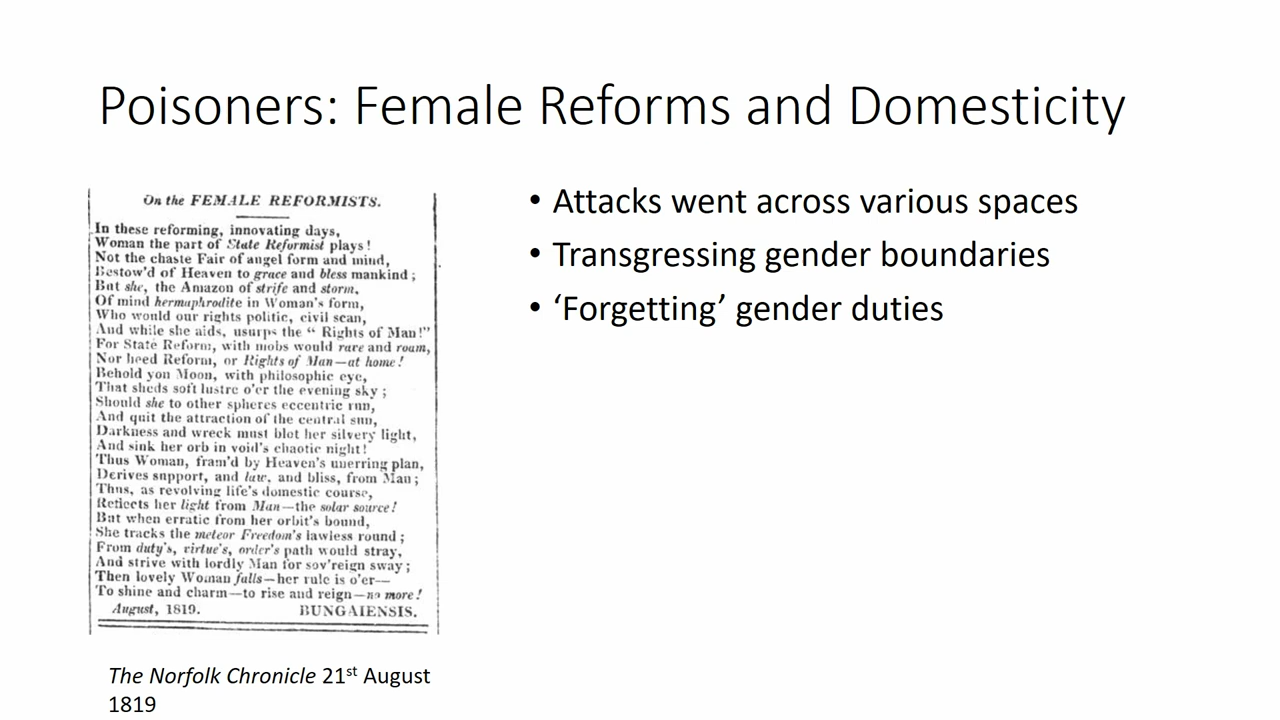 Poisoners: Female Reforms and Domesticity
On the FEMALE REFORMISTS.
In these reforming, innovating days,
Woman the part of State Reformist plays!
Not the chaste Fair of angel form and mind,
Bestow'd of Heaven to grace and bless mankind;
But she, the Amazon of strife and storm,
Of mind hermaphrodite in Woman's form,
Who would our rights politic, civil scan,
And while she aids, usurps the "Rights of Man!"
For State Reform, with mobs would rave and roam,
Nor heed Reform, or Rights of Man—at home!
Behold yon Moon, with philosophic eye,
That sheds soft lustre o'er the evening sky;
Should she to other spheres eccentric run,
And quit the attraction of the central sun,
Darkness and wreck must blot her silvery light,
And sink her orb in void's chaotic night!
Thus Woman, fram'd by Heaven's unerring plan,
Derives support, and law, and bliss, from Man;
Thus, as revolving life's domestic course,
Reflects her light from Man—the solar source!
But when erratic from her orbit's bound,
She tracks the meteor Freedom's lawless round;
From duty's, virtue's, order's path would stray,
And strive with lordly Man for sov'reign sway;
Then lovely Woman falls—her rule is o'er—
To shine and charm—to rise and reign—no more!
August, 1819. BUNGAIENSIS.
The Norfolk Chronicle 21st August
1819
• Attacks went across various spaces
• Transgressing gender boundaries
• ‘Forgetting’ gender duties